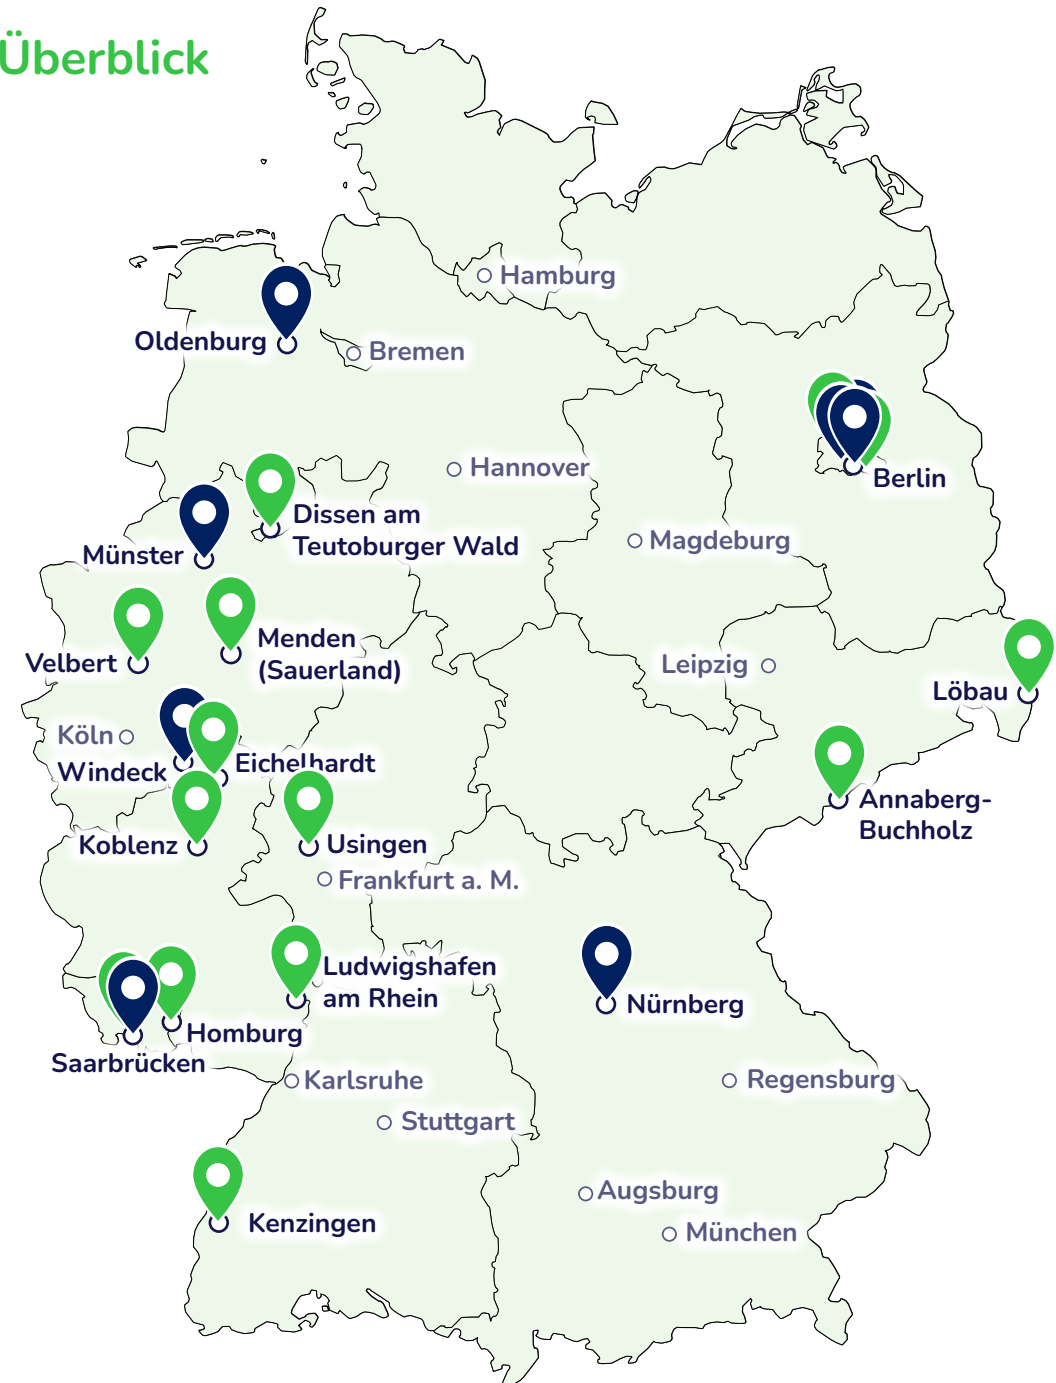 Überblick
Hamburg
Oldenburg
Bremen
Hannover
Berlin
Dissen am
Teutoburger Wald
Münster
Magdeburg
Menden
(Sauerland)
Velbert
Leipzig
Löbau
Köln
Windeck
Eichelhardt
Annaberg-
Buchholz
Koblenz
Usingen
Frankfurt a. M.
Ludwigshafen
am Rhein
Nürnberg
Homburg
Saarbrücken
Karlsruhe
Regensburg
Stuttgart
Augsburg
Kenzingen
München